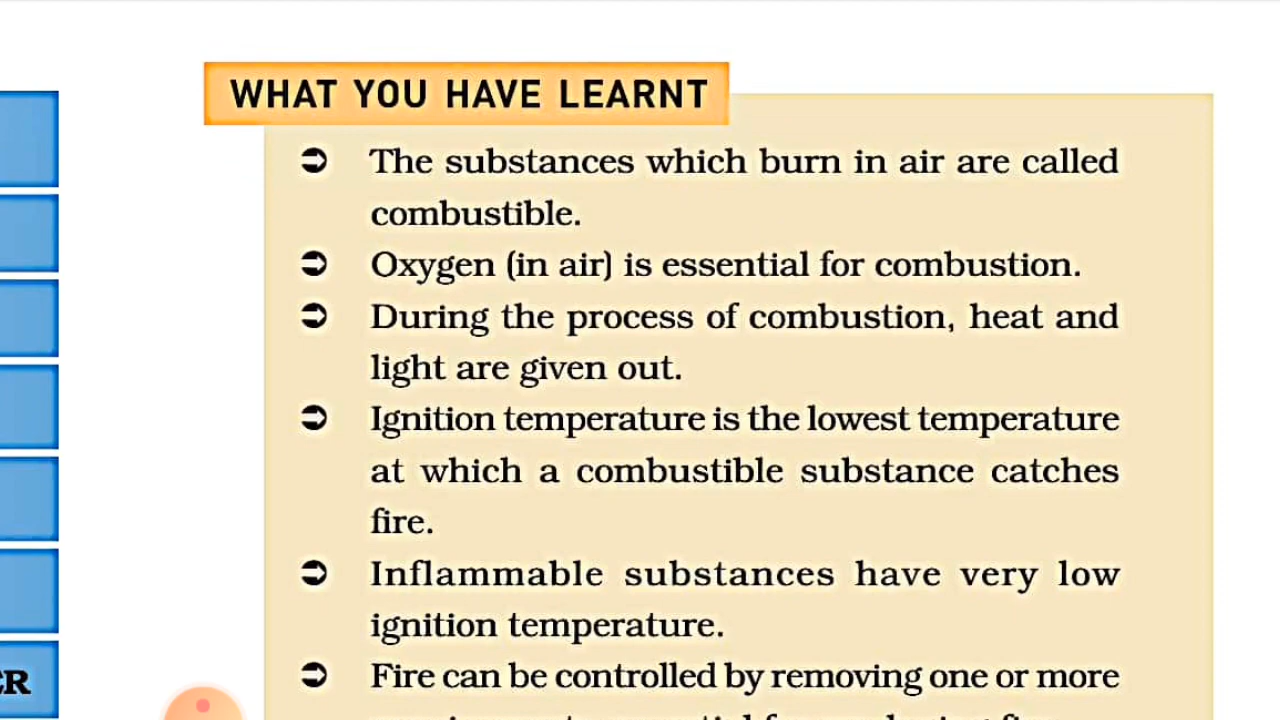 WHAT YOU HAVE LEARNT
➲ The substances which burn in air are called
combustible.
➲ Oxygen (in air) is essential for combustion.
➲ During the process of combustion, heat and
light are given out.
➲ Ignition temperature is the lowest temperature
at which a combustible substance catches
fire.
➲ Inflammable substances have very low
ignition temperature.
➲ Fire can be controlled by removing one or more